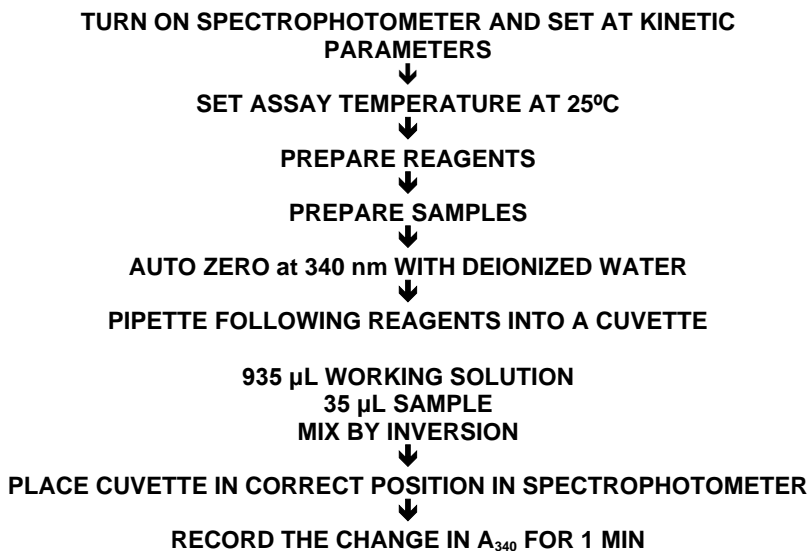 TURN ON SPECTROPHOTOMETER AND SET AT KINETIC
PARAMETERS
SET ASSAY TEMPERATURE AT 25ºC
PREPARE REAGENTS
PREPARE SAMPLES
AUTO ZERO at 340 nm WITH DEIONIZED WATER
PIPETTE FOLLOWING REAGENTS INTO A CUVETTE
935 µL WORKING SOLUTION
35 µL SAMPLE
MIX BY INVERSION
PLACE CUVETTE IN CORRECT POSITION IN SPECTROPHOTOMETER
RECORD THE CHANGE IN A₃₄₀ FOR 1 MIN